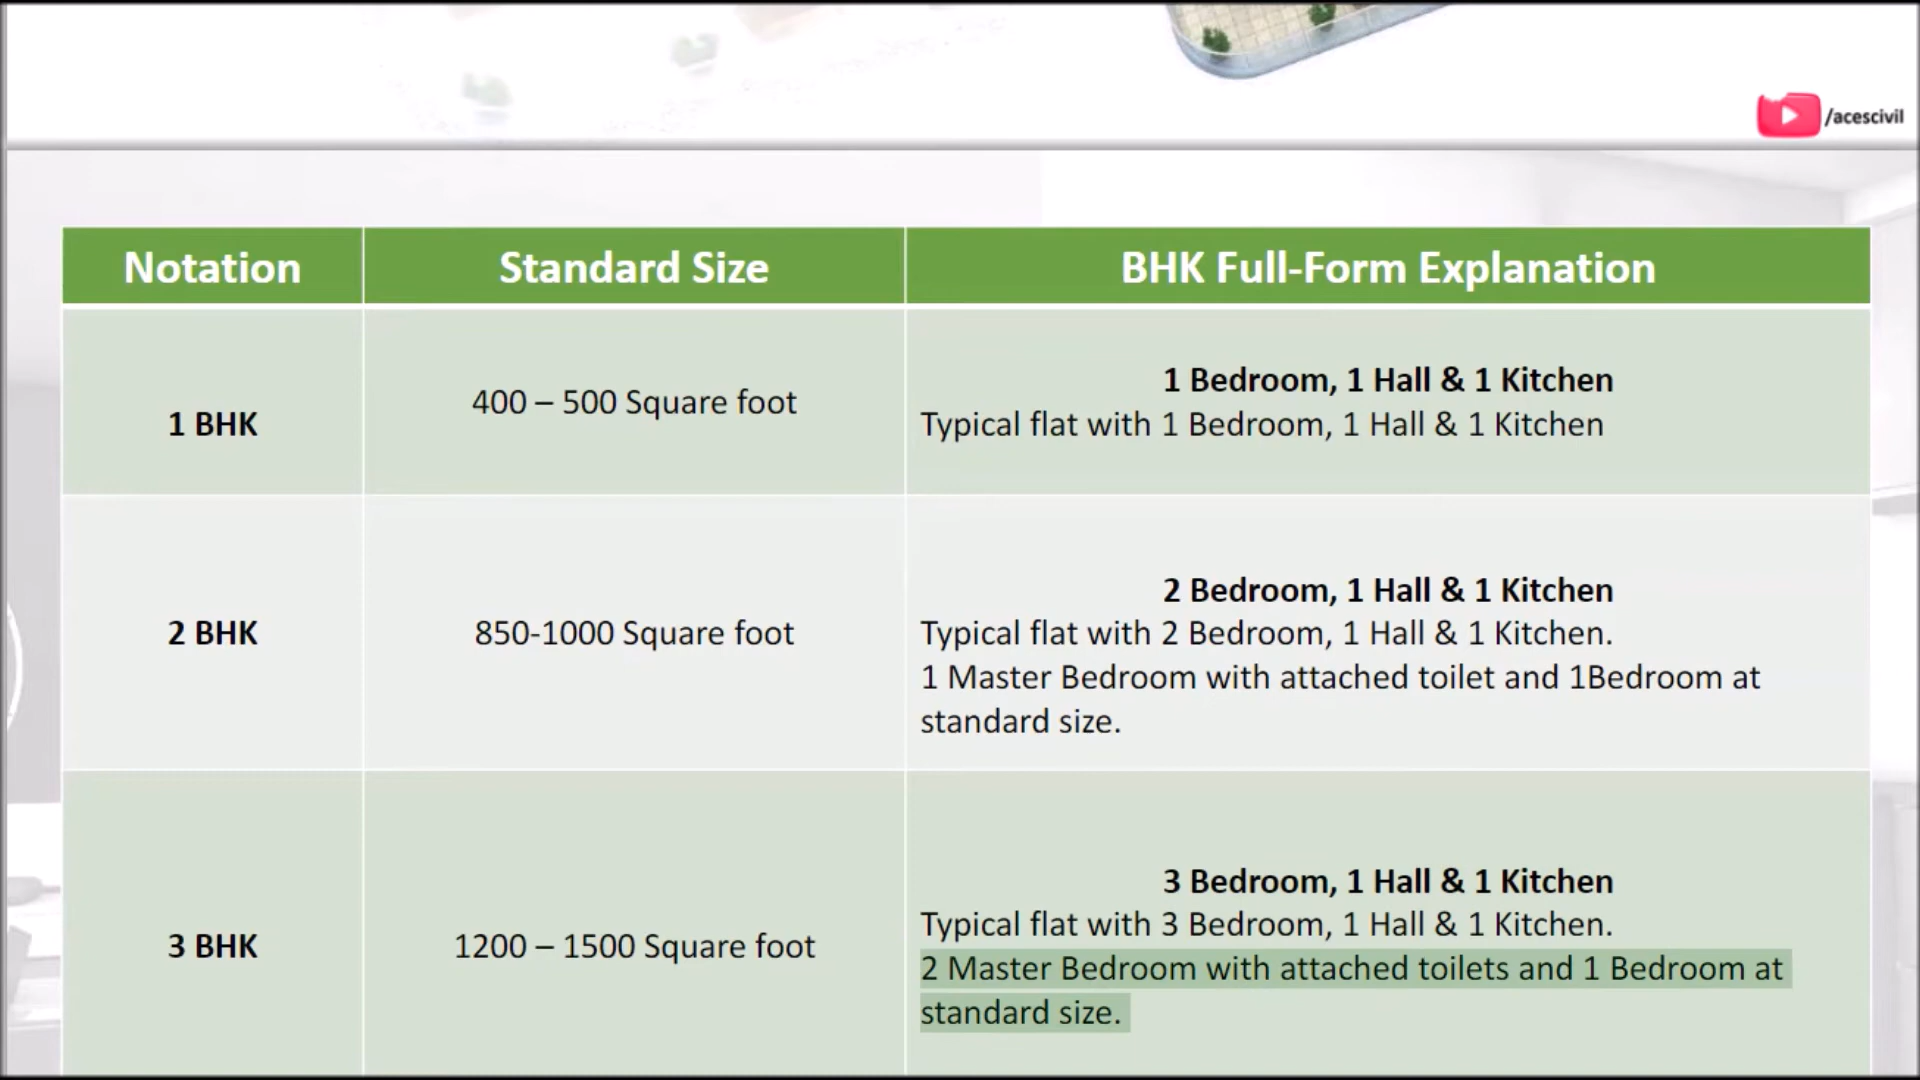 /acescivil
Notation Standard Size BHK Full-Form Explanation
1 BHK
400 – 500 Square foot
1 Bedroom, 1 Hall & 1 Kitchen
Typical flat with 1 Bedroom, 1 Hall & 1 Kitchen
2 BHK
850-1000 Square foot
2 Bedroom, 1 Hall & 1 Kitchen
Typical flat with 2 Bedroom, 1 Hall & 1 Kitchen.
1 Master Bedroom with attached toilet and 1Bedroom at
standard size.
3 BHK
1200 – 1500 Square foot
3 Bedroom, 1 Hall & 1 Kitchen
Typical flat with 3 Bedroom, 1 Hall & 1 Kitchen.
2 Master Bedroom with attached toilets and 1 Bedroom at
standard size.